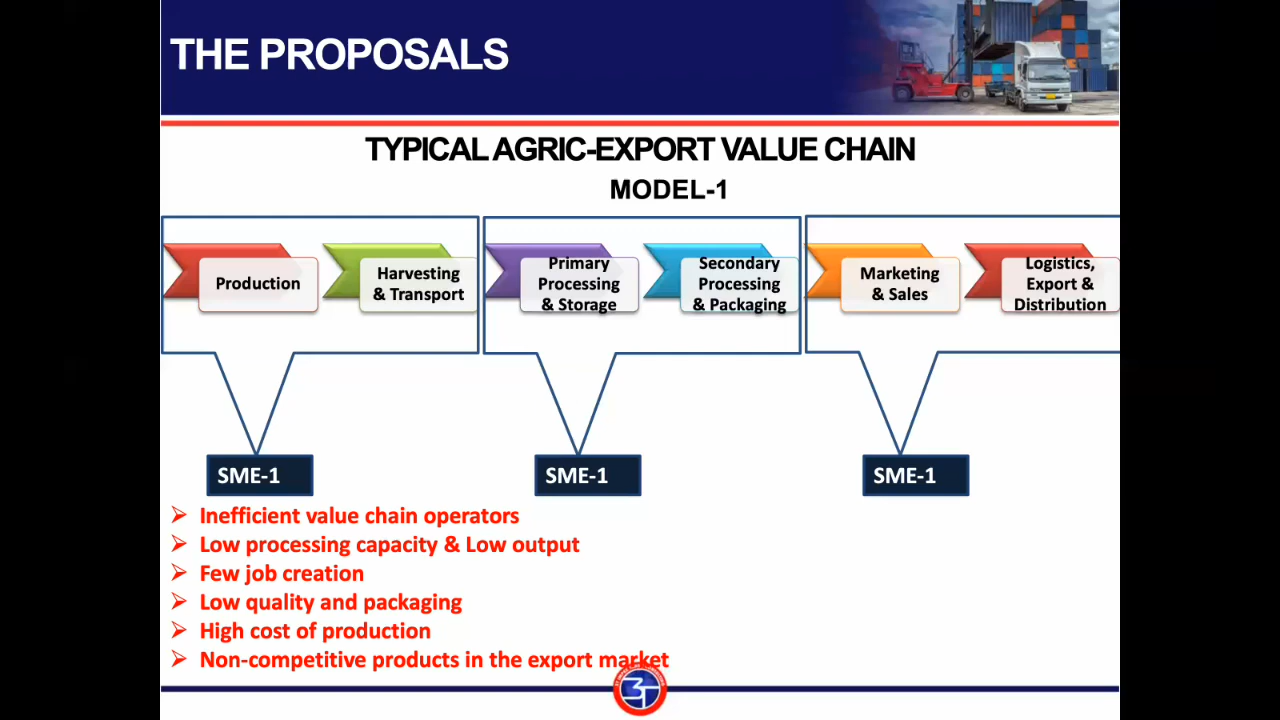 THE PROPOSALS
TYPICAL AGRIC-EXPORT VALUE CHAIN
MODEL-1
Production
Harvesting
& Transport
Primary
Processing
& Storage
Secondary
Processing
& Packaging
Marketing
& Sales
Logistics,
Export &
Distribution
SME-1
SME-1
SME-1
➢ Inefficient value chain operators
➢ Low processing capacity & Low output
➢ Few job creation
➢ Low quality and packaging
➢ High cost of production
➢ Non-competitive products in the export market
3T